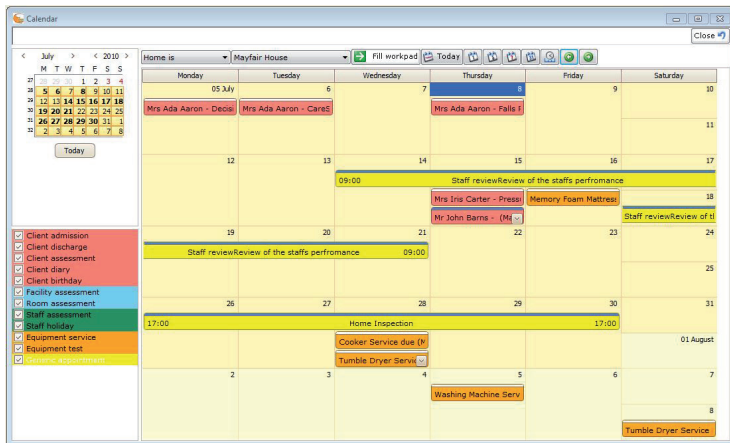 Calendar
Close
< July > < 2010 >
M T W T F S S
27 28 29 30 1 2 3 4
28 5 6 7 8 9 10 11
29 12 13 14 15 16 17 18
30 19 20 21 22 23 24 25
31 26 27 28 29 30 31 1
32 2 3 4 5 6 7 8
Today
Client admission
Client discharge
Client assessment
Client diary
Client birthday
Facility assessment
Room assessment
Staff assessment
Staff holiday
Equipment service
Equipment test
Generic appointment
Home is Mayfair House Fill workpad Today
Monday Tuesday Wednesday Thursday Friday Saturday
05 July 6 7 8 9 10
Mrs Ada Aaron - Decisi Mrs Ada Aaron - CareS Mrs Ada Aaron - Falls
11
12 13 14 15 16 17
09:00 Staff reviewReview of the staffs perfromance
Mrs Iris Carter - Pressi Memory Foam Mattress
18
Mr John Barns - (Ma Staff reviewReview of tl
19 20 21 22 23 24
Staff reviewReview of the staffs perfromance 09:00
25
26 27 28 29 30 31
17:00 Home Inspection 17:00
Cooker Service due (M
01 August
Tumble Dryer Servic
2 3 4 5 6 7
Washing Machine Serv
8
Tumble Dryer Service